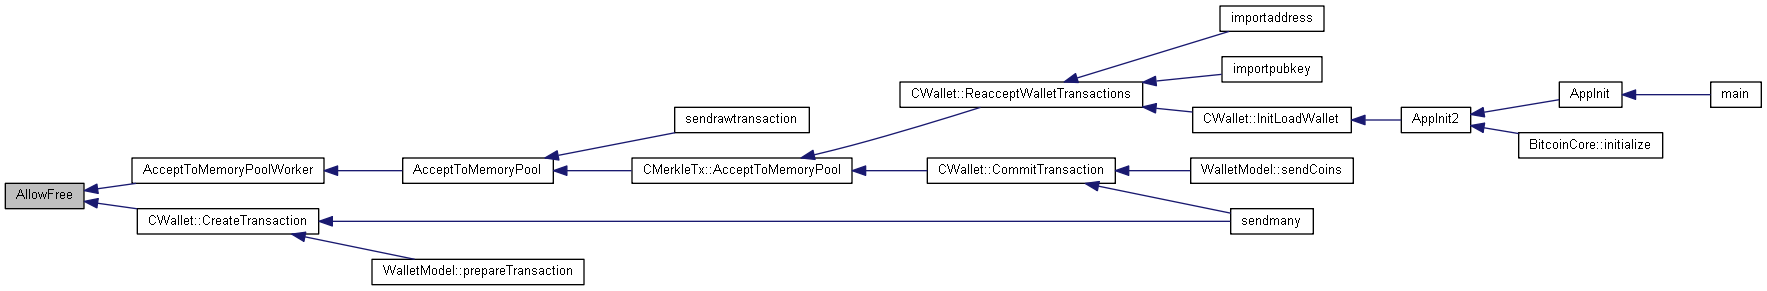 importaddress
importpubkey
CWallet::ReacceptWalletTransactions
AppInit
main
sendrawtransaction
CWallet::InitLoadWallet
AppInit2
BitcoinCore::initialize
AcceptToMemoryPoolWorker
AcceptToMemoryPool
CMerkleTx::AcceptToMemoryPool
CWallet::CommitTransaction
WalletModel::sendCoins
AllowFree
CWallet::CreateTransaction
sendmany
WalletModel::prepareTransaction